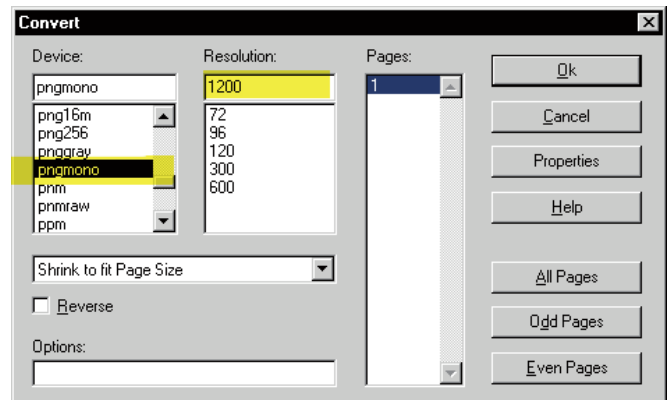 Convert
Device:
pngmono
png16m
png256
pnggray
pngmono
pnm
pnmraw
ppm
Resolution:
1200
72
96
120
300
600
Pages:
1
Shrink to fit Page Size
Reverse
Options:
Ok
Cancel
Properties
Help
All Pages
Odd Pages
Even Pages